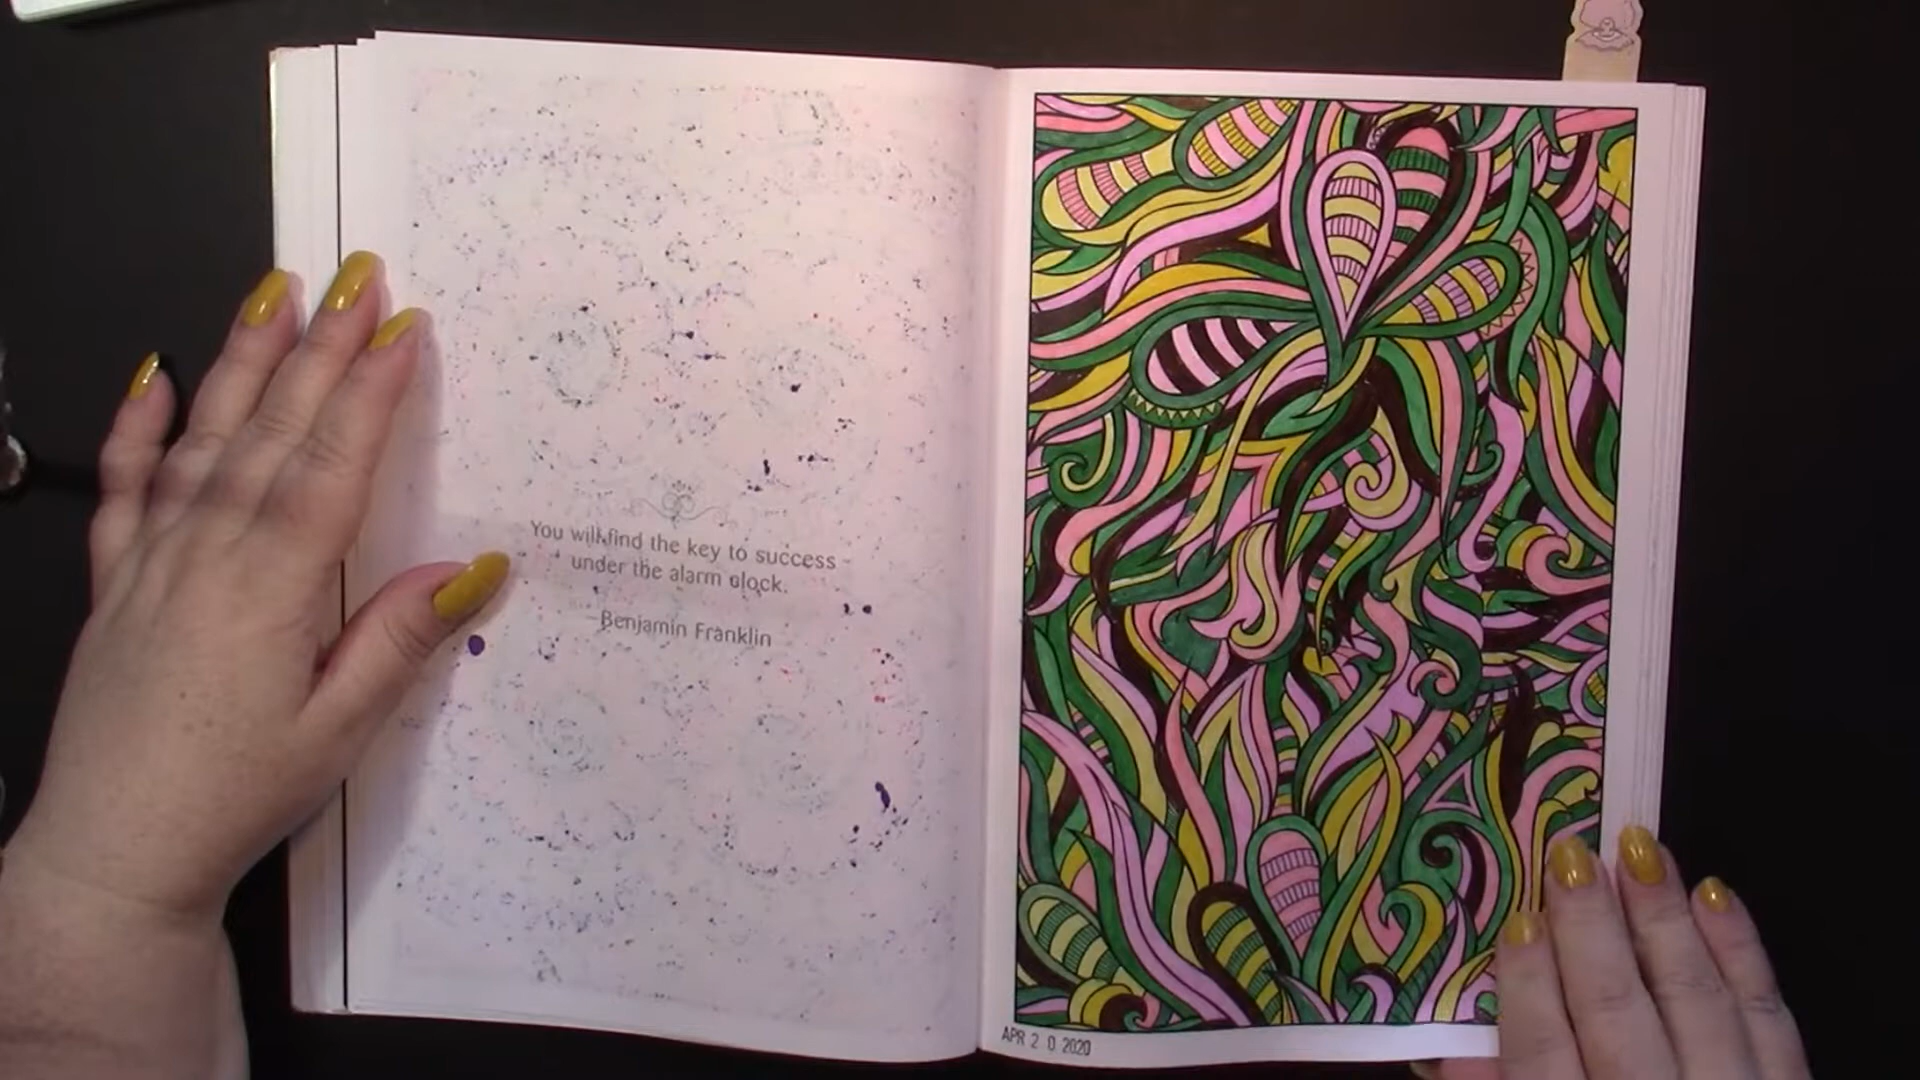 You will find the key to success
under the alarm clock.
Benjamin Franklin
APR 2 0 2020